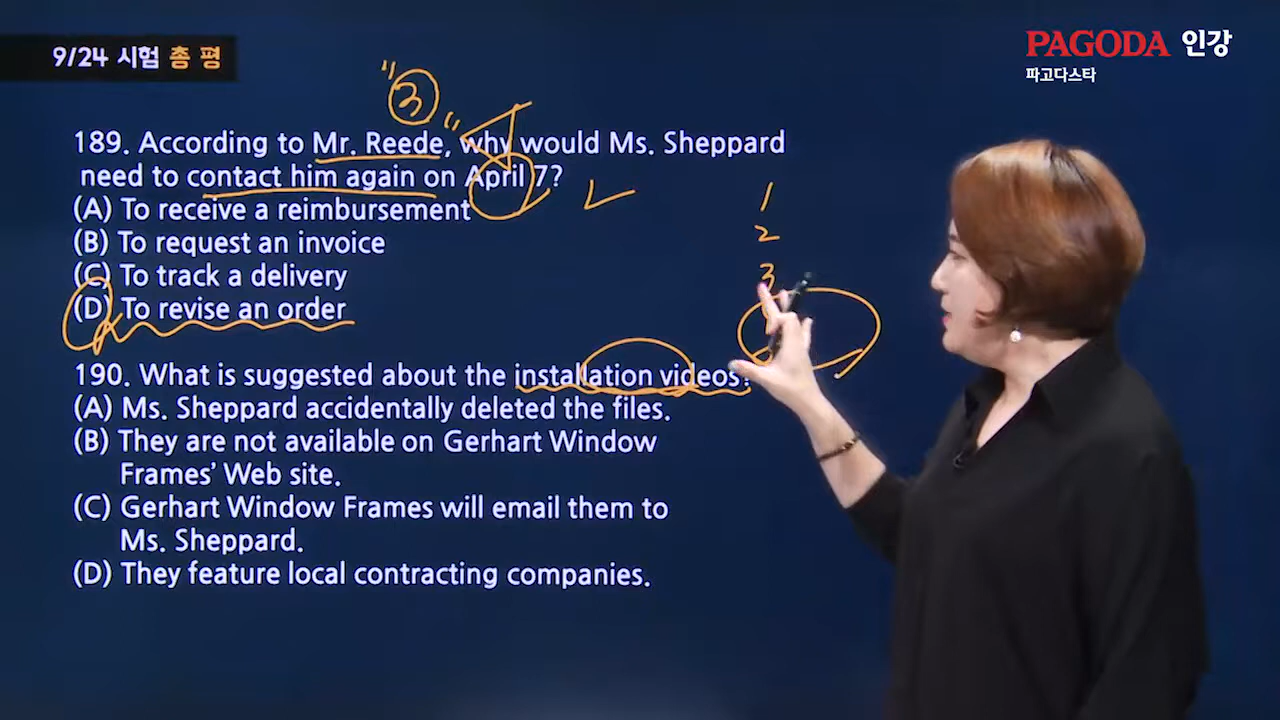 9/24 시험 총평
PAGODA 인강
파고다스타
"3"
189. According to Mr. Reede, why would Ms. Sheppard
need to contact him again on April 7?
(A) To receive a reimbursement
(B) To request an invoice
(C) To track a delivery
(D) To revise an order
1
2
3
190. What is suggested about the installation videos?
(A) Ms. Sheppard accidentally deleted the files.
(B) They are not available on Gerhart Window
Frames’ Web site.
(C) Gerhart Window Frames will email them to
Ms. Sheppard.
(D) They feature local contracting companies.